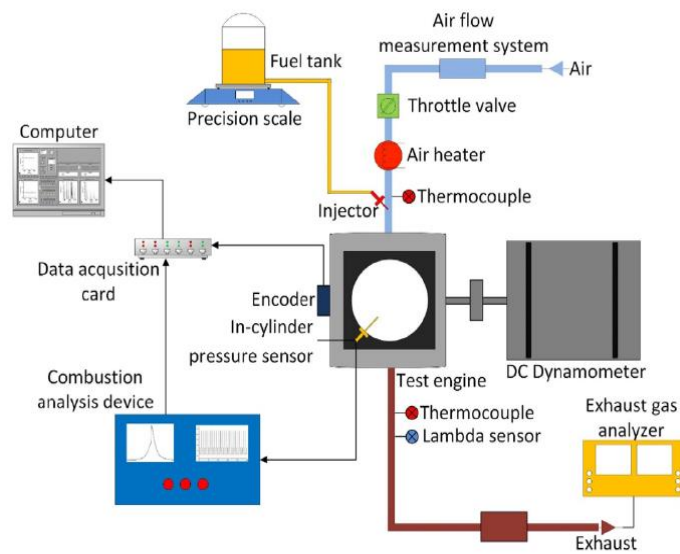 Air flow
measurement system
Air
Fuel tank
Precision scale
Throttle valve
Computer
Air heater
Thermocouple
Injector
Data acqusition
card
Encoder
In-cylinder
pressure sensor
DC Dynamometer
Test engine
Combustion
analysis device
Thermocouple
Lambda sensor
Exhaust gas
analyzer
Exhaust